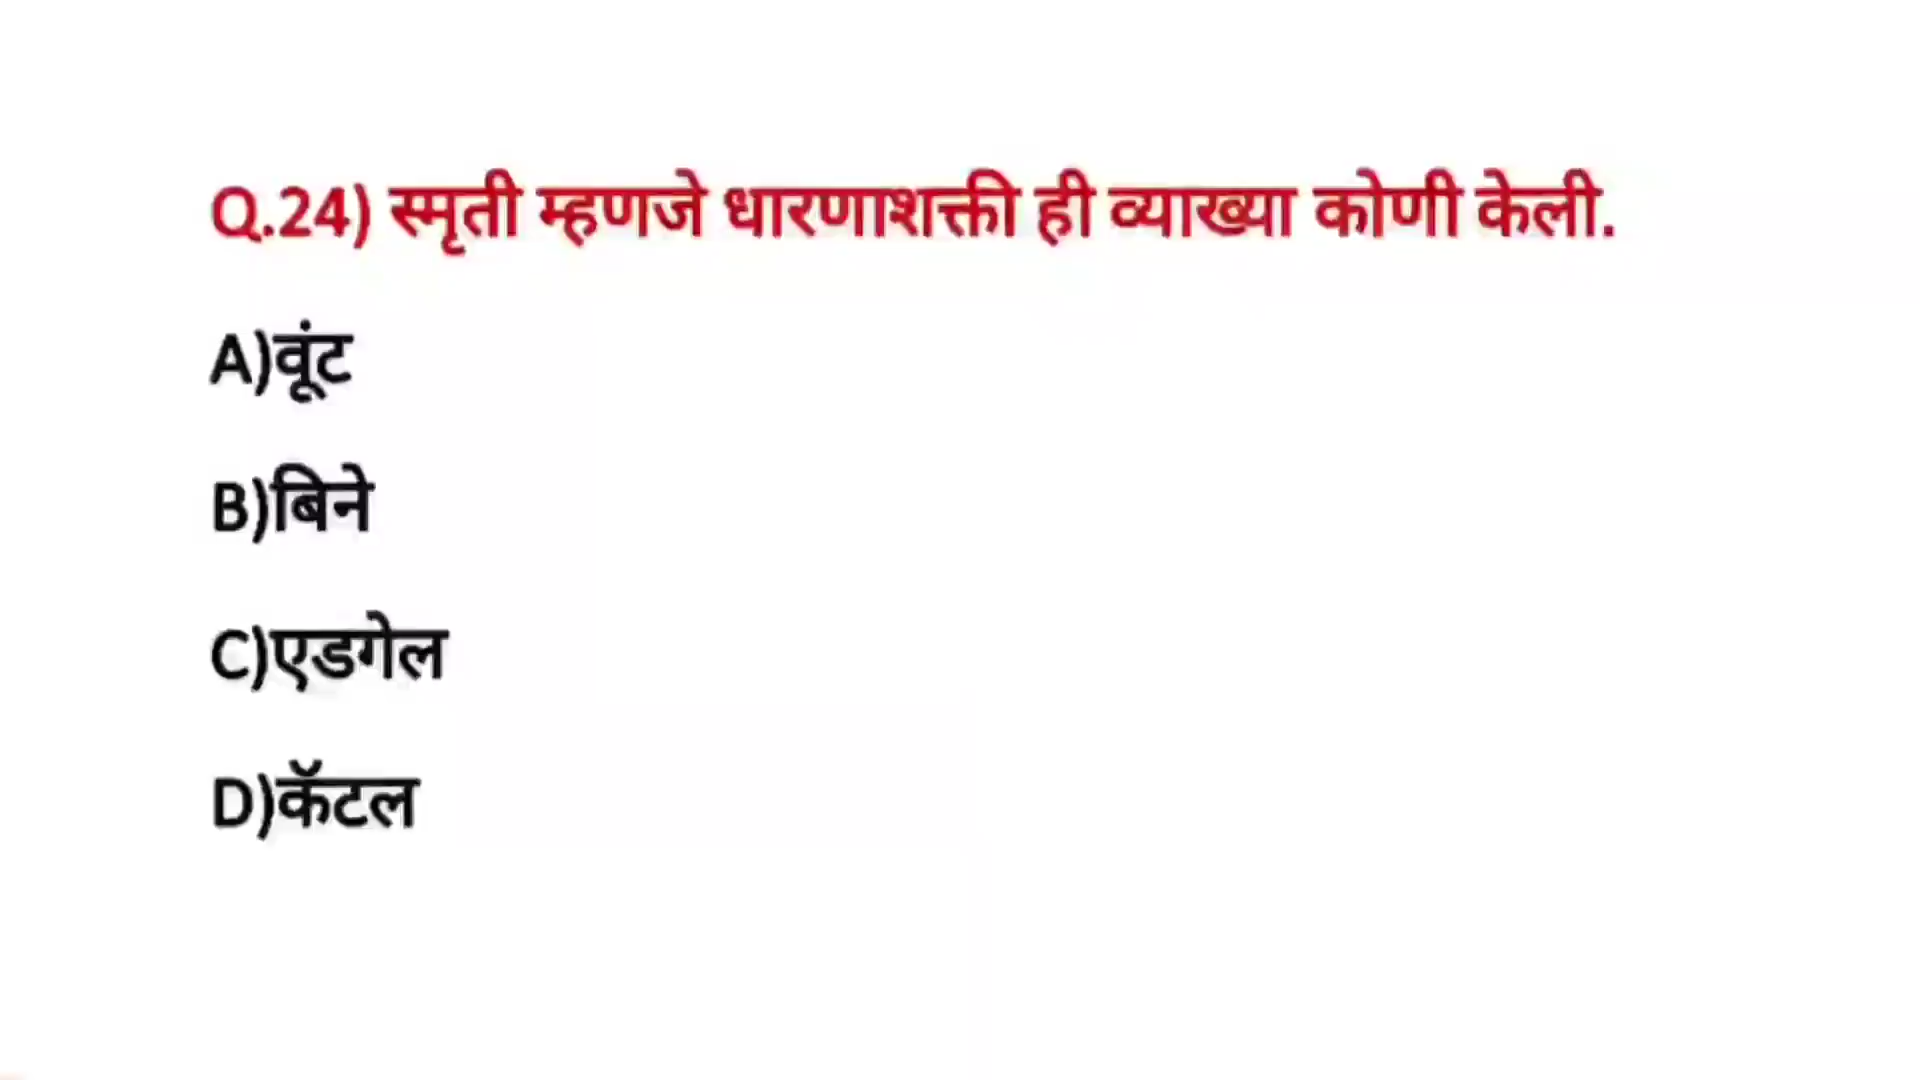 Q.24) स्मृती म्हणजे धारणाशक्ती ही व्याख्या कोणी केली.
A)वूंट
B)बिने
C)एडगेल
D)कॅटल